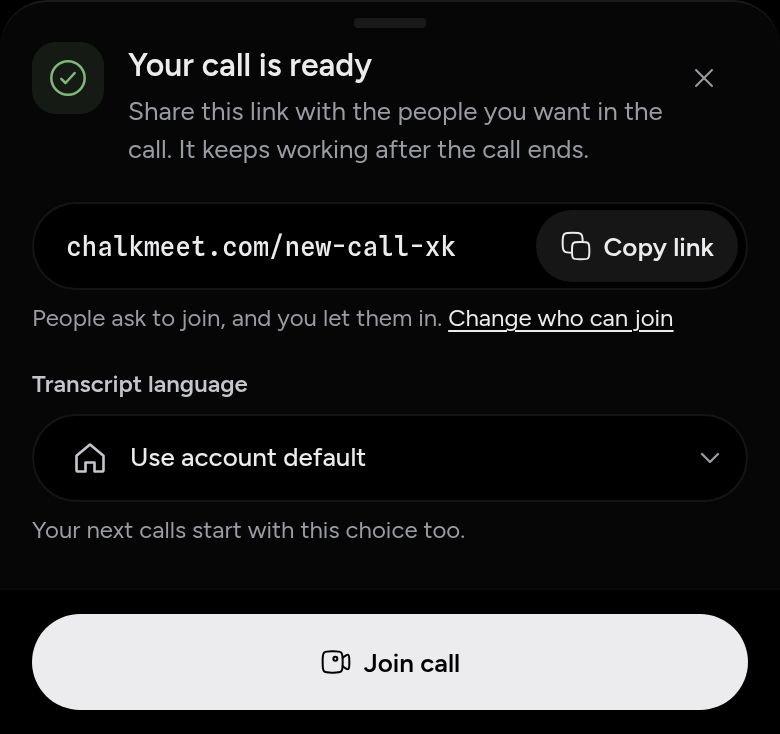 Your call is ready
Share this link with the people you want in the
call. It keeps working after the call ends.
chalkmeet.com/new-call-xk
Copy link
People ask to join, and you let them in. Change who can join
Transcript language
Use account default
Your next calls start with this choice too.
Join call